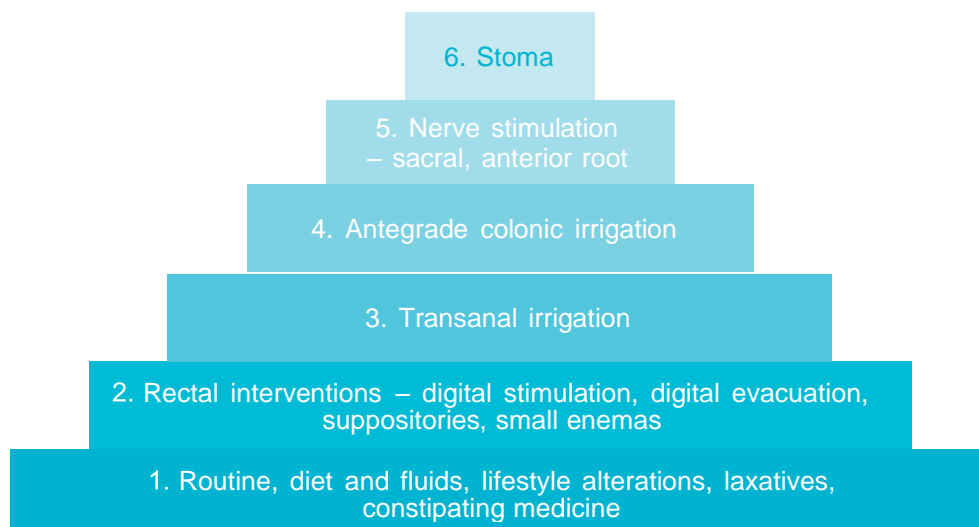 6. Stoma
5. Nerve stimulation
– sacral, anterior root
4. Antegrade colonic irrigation
3. Transanal irrigation
2. Rectal interventions – digital stimulation, digital evacuation,
suppositories, small enemas
1. Routine, diet and fluids, lifestyle alterations, laxatives,
constipating medicine